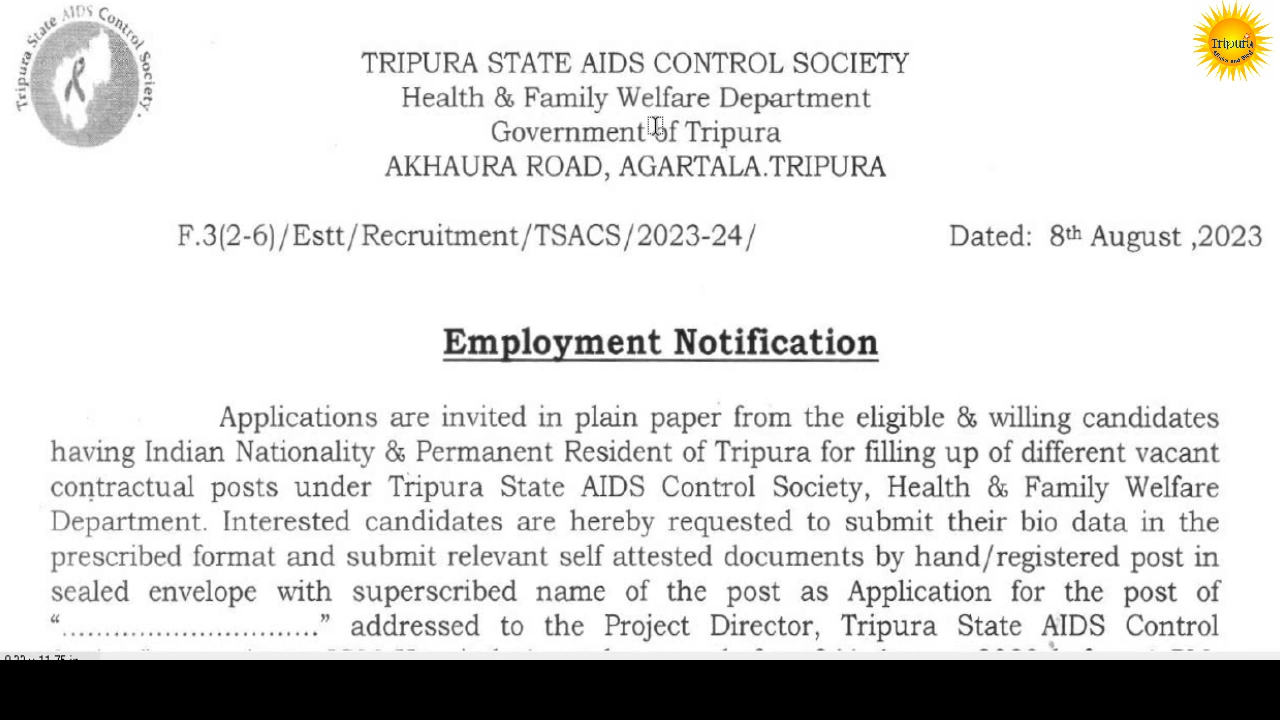 Tripura State AIDS Control Society.
Tripura
TRIPURA STATE AIDS CONTROL SOCIETY
Health & Family Welfare Department
Government of Tripura
AKHAURA ROAD, AGARTALA.TRIPURA
F.3(2-6)/Estt/Recruitment/TSACS/2023-24/ Dated: 8th August ,2023
Employment Notification
Applications are invited in plain paper from the eligible & willing candidates
having Indian Nationality & Permanent Resident of Tripura for filling up of different vacant
contractual posts under Tripura State AIDS Control Society, Health & Family Welfare
Department. Interested candidates are hereby requested to submit their bio data in the
prescribed format and submit relevant self attested documents by hand/registered post in
sealed envelope with superscribed name of the post as Application for the post of
“..............................” addressed to the Project Director, Tripura State AIDS Control